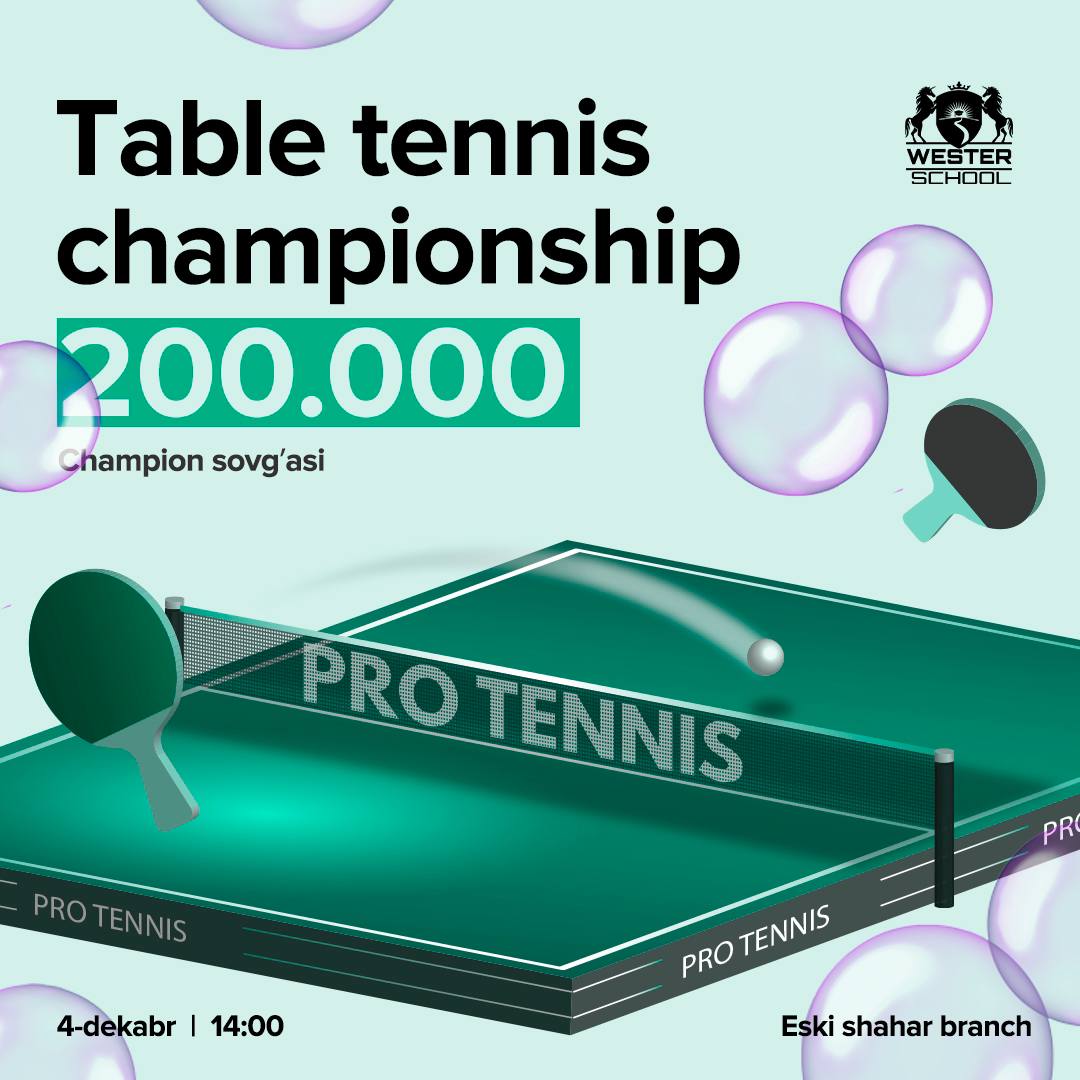 Table tennis
championship
WESTER
SCHOOL
200.000
Champion sovg'asi
PRO TENNIS
PRO
PRO TENNIS
PRO TENNIS
4-dekabr | 14:00
Eski shahar branch